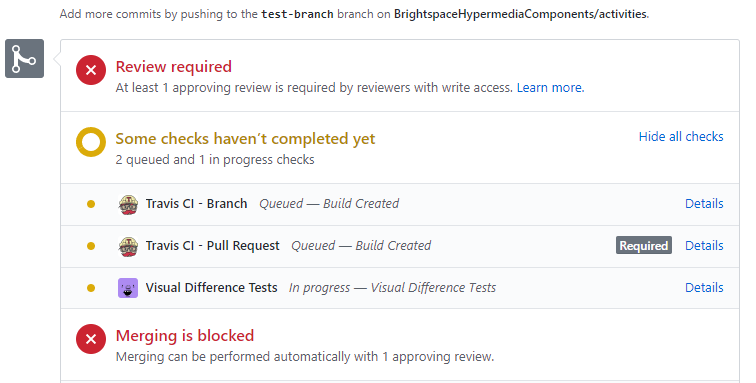 Add more commits by pushing to the test-branch branch on BrightspaceHypermediaComponents/activities.
Review required
At least 1 approving review is required by reviewers with write access. Learn more.
Some checks haven't completed yet
Hide all checks
2 queued and 1 in progress checks
Travis CI - Branch Queued — Build Created Details
Travis CI - Pull Request Queued — Build Created Required Details
Visual Difference Tests In progress — Visual Difference Tests Details
Merging is blocked
Merging can be performed automatically with 1 approving review.